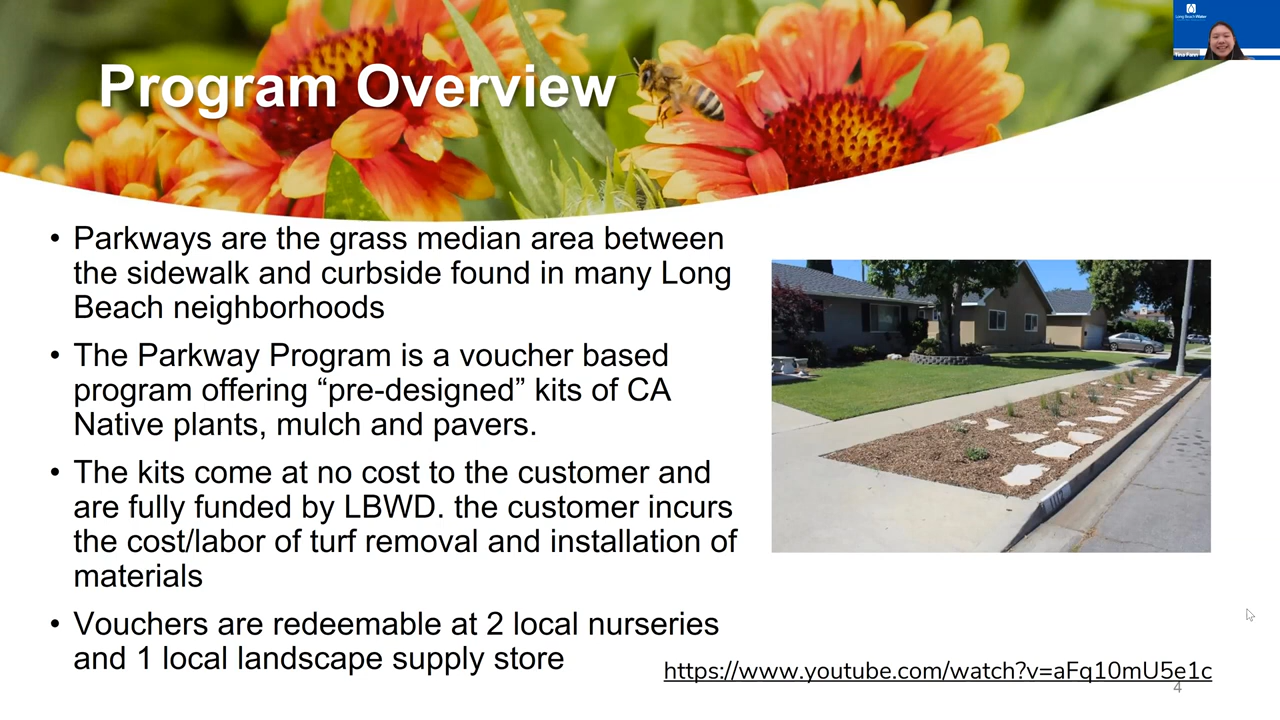 Long Beach Water
Program Overview
• Parkways are the grass median area between
the sidewalk and curbside found in many Long
Beach neighborhoods
• The Parkway Program is a voucher based
program offering “pre-designed” kits of CA
Native plants, mulch and pavers.
• The kits come at no cost to the customer and
are fully funded by LBWD. the customer incurs
the cost/labor of turf removal and installation of
materials
• Vouchers are redeemable at 2 local nurseries
and 1 local landscape supply store
https://www.youtube.com/watch?v=aFq10mU5e1c
4